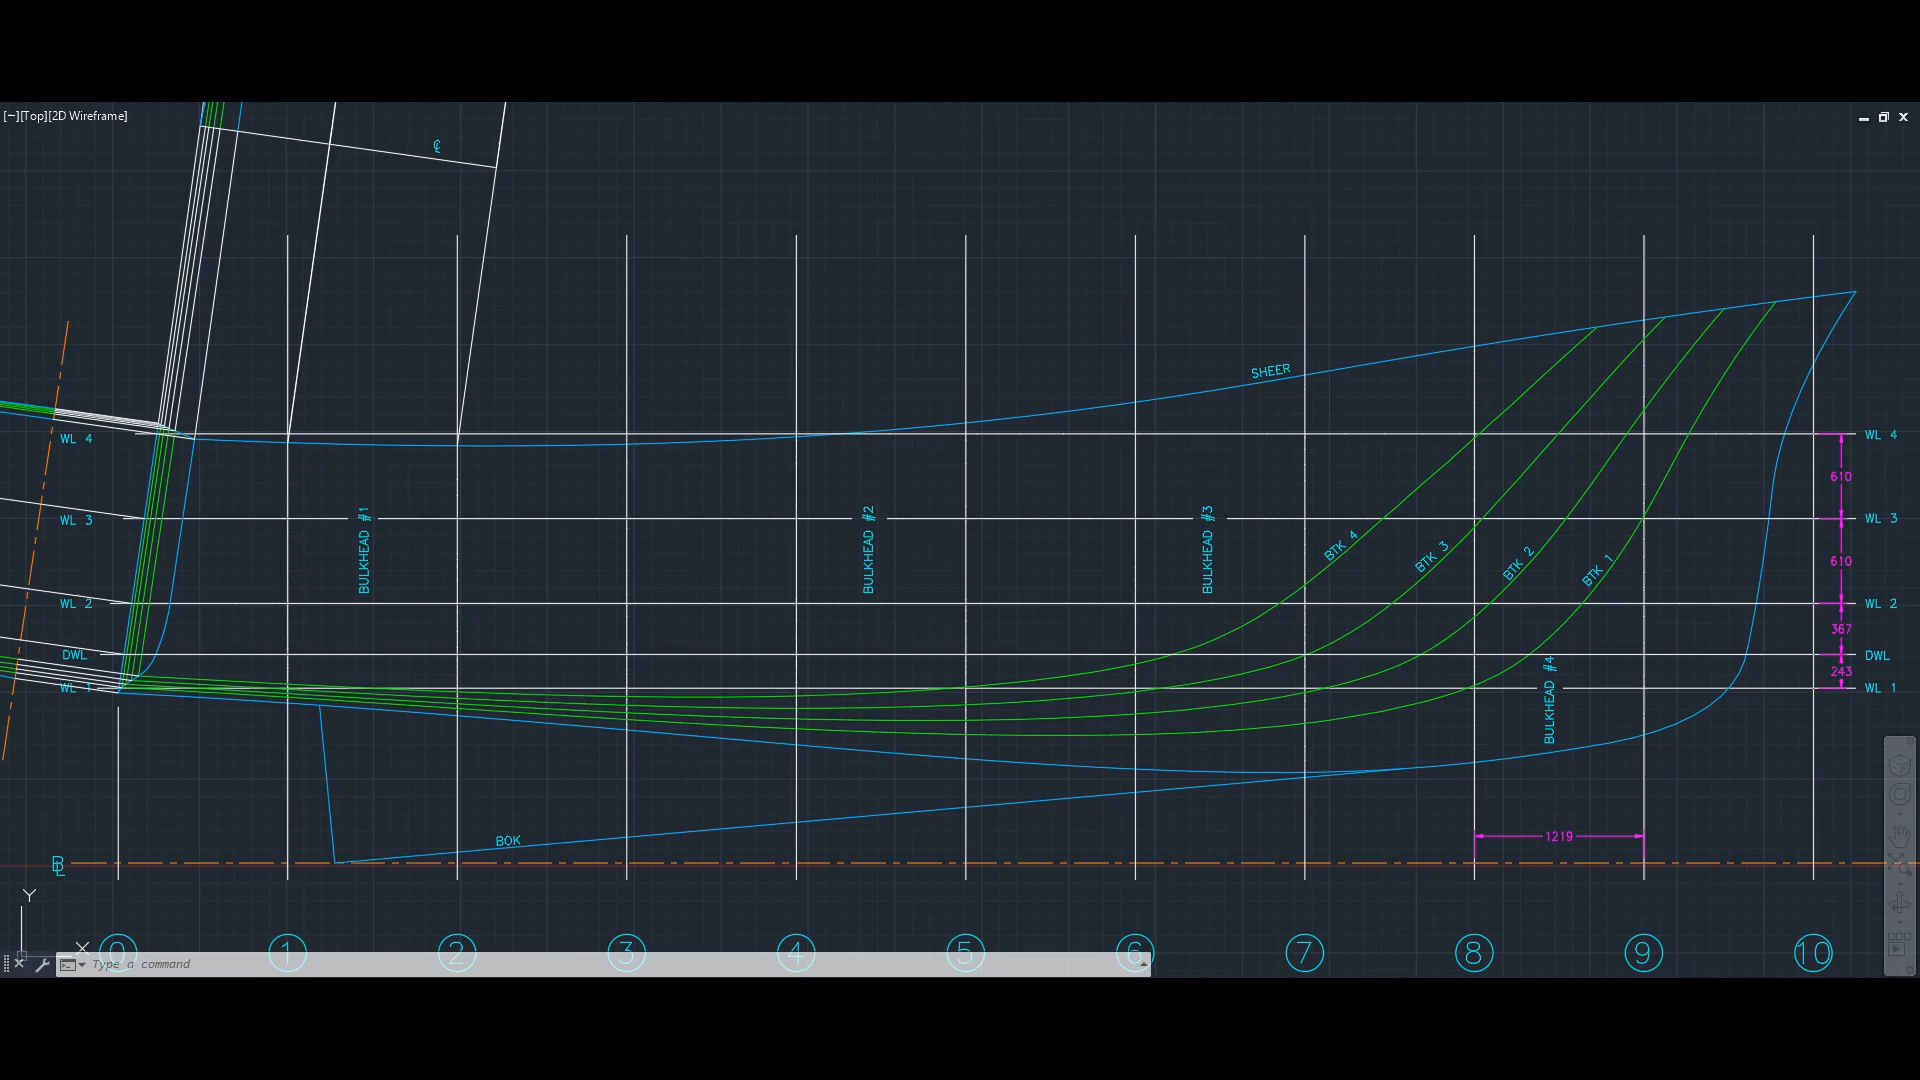 [−][Top][2D Wireframe]
℄
SHEER
WL 4
WL 4
610
BULKHEAD #1
BULKHEAD #2
BULKHEAD #3
WL 3
WL 3
BTK 4
BTK 3
BTK 2
BTK 1
610
WL 2
WL 2
367
DWL
DWL
243
BULKHEAD #4
WL 1
WL 1
1219
BOK
BL
Y
X
0
1
2
3
4
5
6
7
8
9
10
Type a command